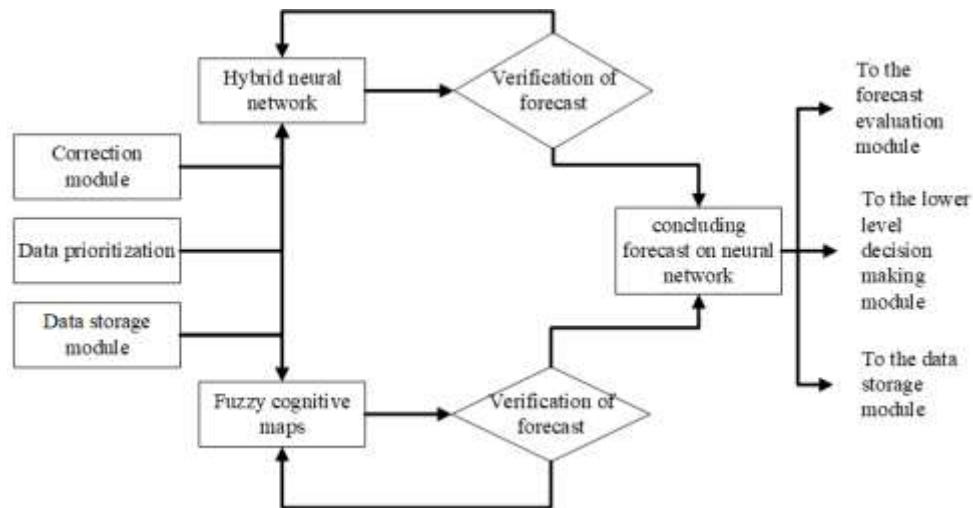 Hybrid neural
network
Verification of
forecast
To the
forecast
evaluation
module
Correction
module
Data prioritization
Data storage
module
concluding
forecast on neural
network
To the lower
level
decision
making
module
Fuzzy cognitive
maps
Verification of
forecast
To the data
storage
module